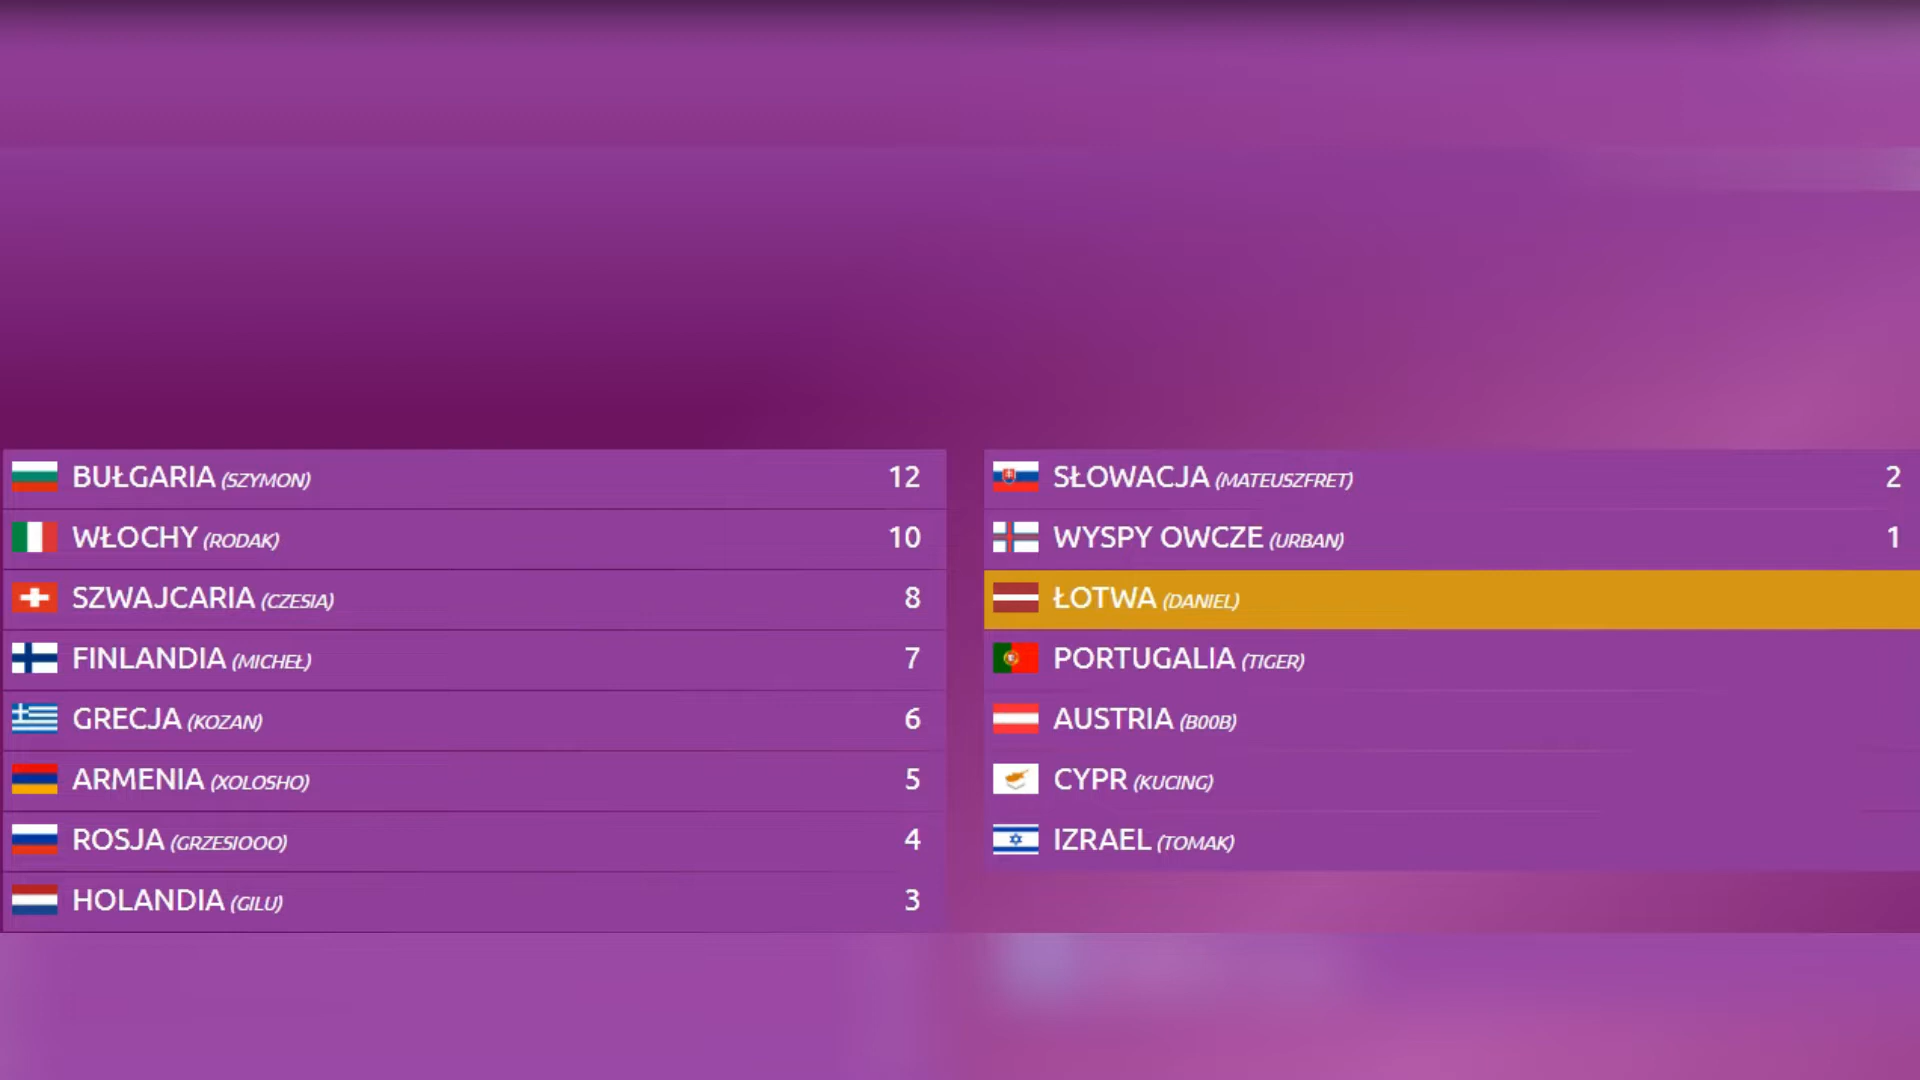 BUŁGARIA (SZYMON) 12
WŁOCHY (RODAK) 10
SZWAJCARIA (CZESIA) 8
FINLANDIA (MICHEŁ) 7
GRECJA (KOZAN) 6
ARMENIA (XOLOSHO) 5
ROSJA (GRZESIOOO) 4
HOLANDIA (GILU) 3
SŁOWACJA (MATEUSZFRET) 2
WYSPY OWCZE (URBAN) 1
ŁOTWA (DANIEL)
PORTUGALIA (TIGER)
AUSTRIA (B00B)
CYPR (KUCING)
IZRAEL (TOMAK)